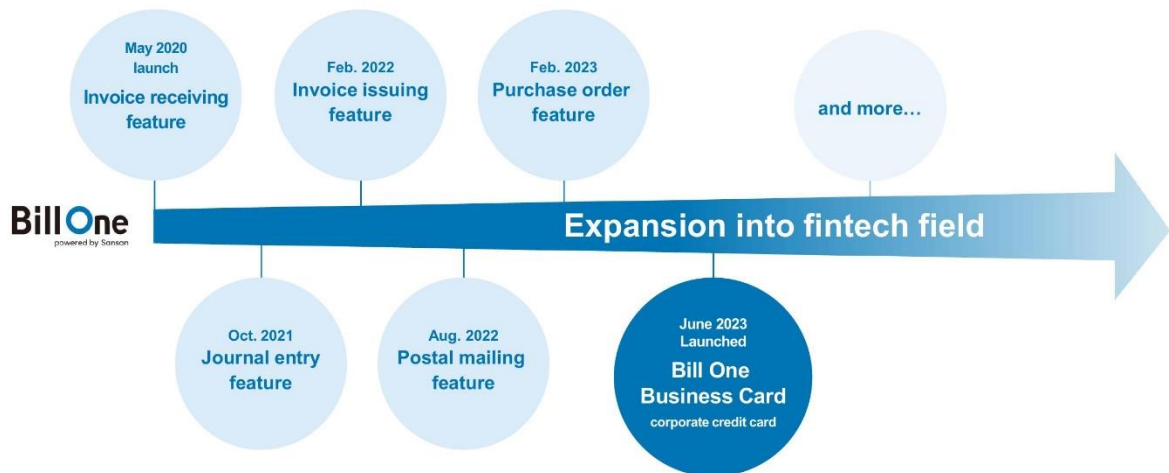 May 2020
launch
Invoice receiving
feature
Feb. 2022
Invoice issuing
feature
Feb. 2023
Purchase order
feature
and more…
Bill One
powered by Sansan
Expansion into fintech field
Oct. 2021
Journal entry
feature
Aug. 2022
Postal mailing
feature
June 2023
Launched
Bill One
Business Card
corporate credit card